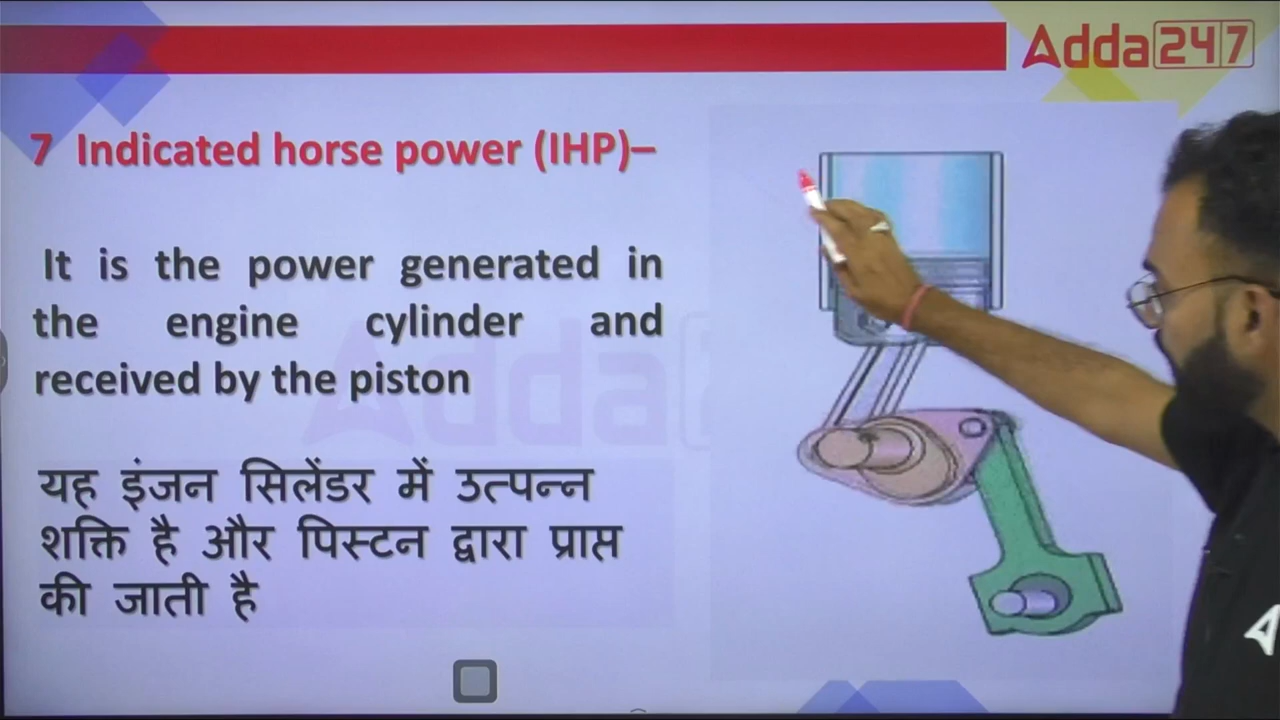 Adda247
7 Indicated horse power (IHP)–
It is the power generated in
the engine cylinder and
received by the piston
यह इंजन सिलेंडर में उत्पन्न
शक्ति है और पिस्टन द्वारा प्राप्त
की जाती है
Adda